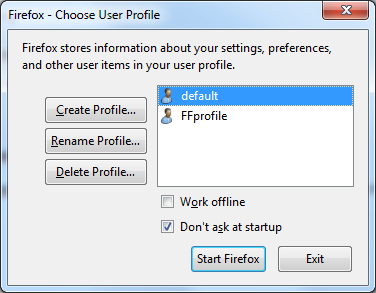 Firefox - Choose User Profile
Firefox stores information about your settings, preferences,
and other user items in your user profile.
Create Profile...
Rename Profile...
Delete Profile...
default
FFprofile
Work offline
Don't ask at startup
Start Firefox
Exit